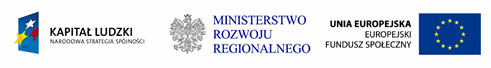 KAPITAŁ LUDZKI
NARODOWA STRATEGIA SPÓJNOŚCI
MINISTERSTWO
ROZWOJU
REGIONALNEGO
UNIA EUROPEJSKA
EUROPEJSKI
FUNDUSZ SPOŁECZNY